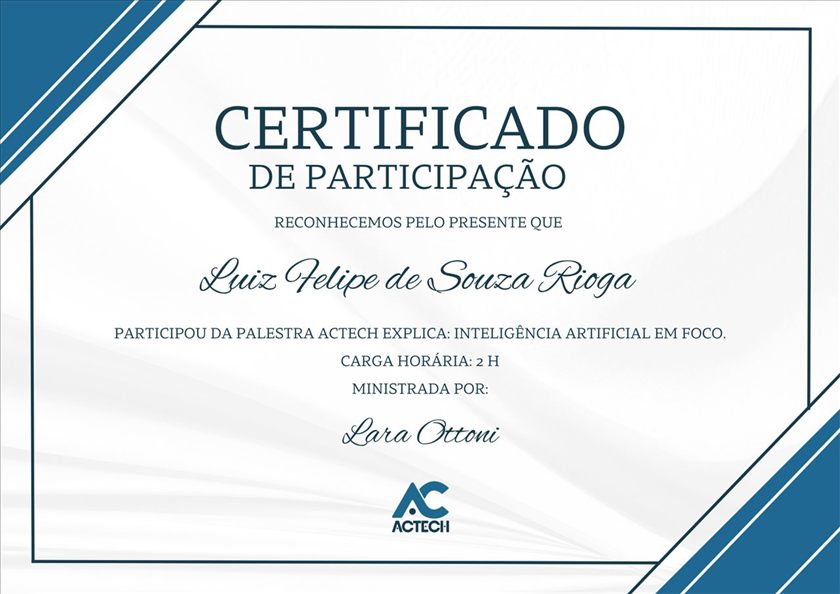 CERTIFICADO
DE PARTICIPAÇÃO
RECONHECEMOS PELO PRESENTE QUE
Luiz Felipe de Souza Rioga
PARTICIPOU DA PALESTRA ACTECH EXPLICA: INTELIGÊNCIA ARTIFICIAL EM FOCO.
CARGA HORÁRIA: 2 H
MINISTRADA POR:
Lara Ottoni
AC
ACTECH